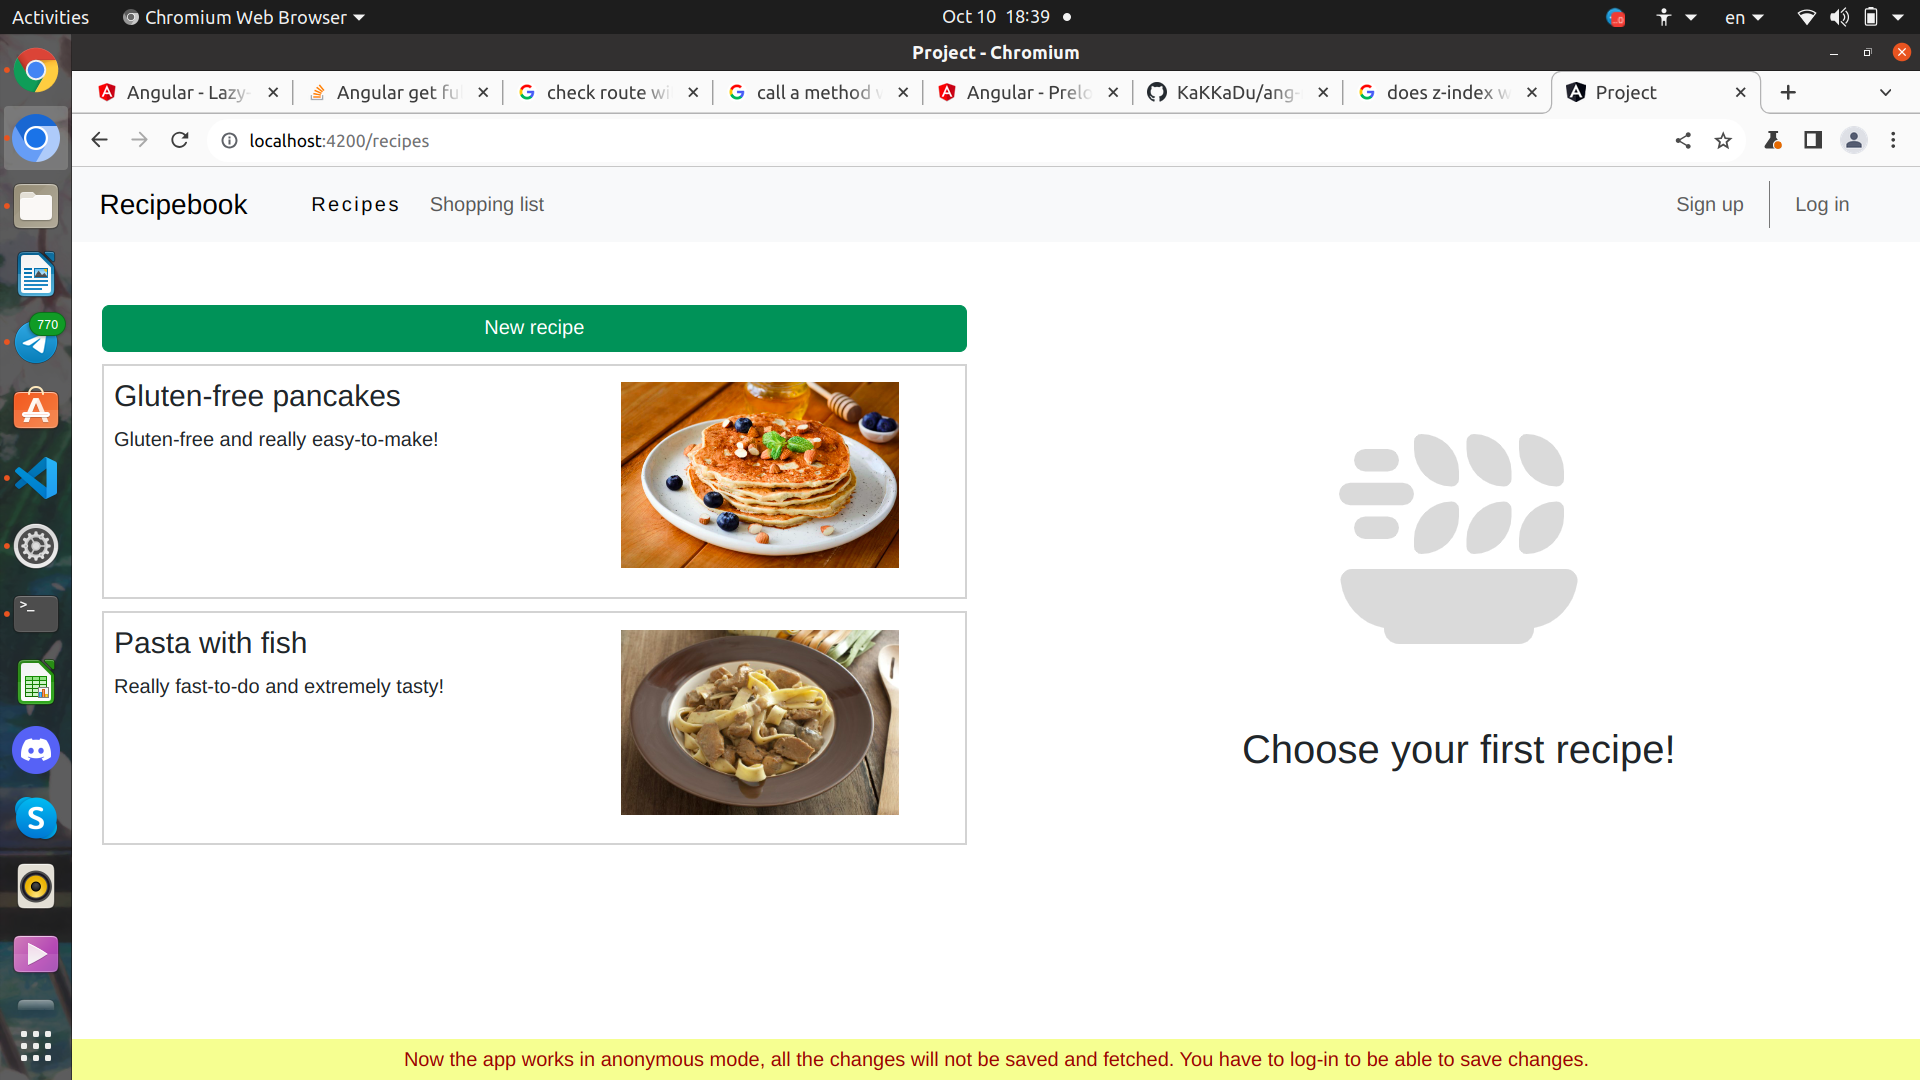 Activities Chromium Web Browser Oct 10 18:39 en
Project - Chromium
Angular - Lazy- Angular get fu check route wi call a method Angular - Prelo KaKKaDu/ang- does z-index w Project
localhost:4200/recipes
Recipebook Recipes Shopping list Sign up Log in
New recipe
Gluten-free pancakes
Gluten-free and really easy-to-make!
Pasta with fish
Really fast-to-do and extremely tasty!
Choose your first recipe!
770
Now the app works in anonymous mode, all the changes will not be saved and fetched. You have to log-in to be able to save changes.